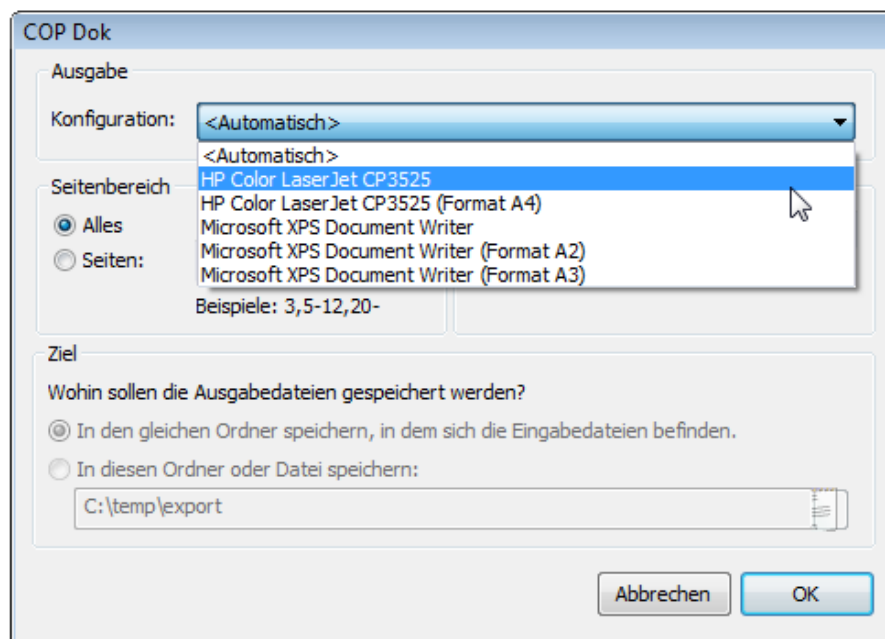 COP Dok
Ausgabe
Konfiguration: <Automatisch>
<Automatisch>
HP Color LaserJet CP3525
HP Color LaserJet CP3525 (Format A4)
Microsoft XPS Document Writer
Microsoft XPS Document Writer (Format A2)
Microsoft XPS Document Writer (Format A3)
Seitenbereich
Alles
Seiten:
Beispiele: 3,5-12,20-
Ziel
Wohin sollen die Ausgabedateien gespeichert werden?
In den gleichen Ordner speichern, in dem sich die Eingabedateien befinden.
In diesen Ordner oder Datei speichern:
C:\temp\export
Abbrechen
OK